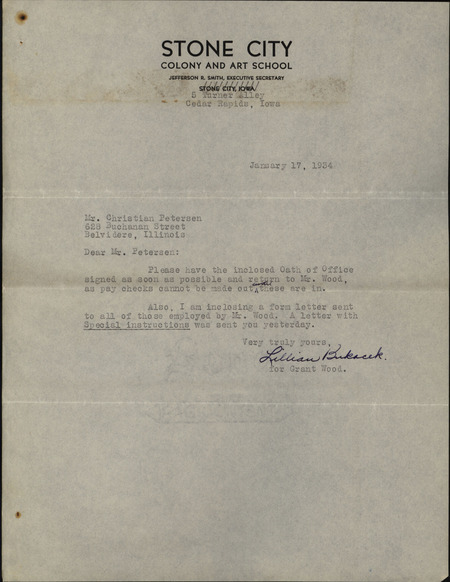 STONE CITY
COLONY AND ART SCHOOL
JEFFERSON R. SMITH, EXECUTIVE SECRETARY
STONE CITY, IOWA
5 Turner Alley
Cedar Rapids, Iowa
January 17, 1934
Mr. Christian Petersen
628 Buchanan Street
Belvidere, Illinois
Dear Mr. Petersen:
Please have the inclosed Oath of Office
signed as soon as possible and return to Mr. Wood,
as pay checks cannot be made out these are in.
Also, I am inclosing a form letter sent
to all of those employed by Mr. Wood. A letter with
Special instructions was sent you yesterday.
Very truly yours,
Lillian Bukacek.
for Grant Wood.